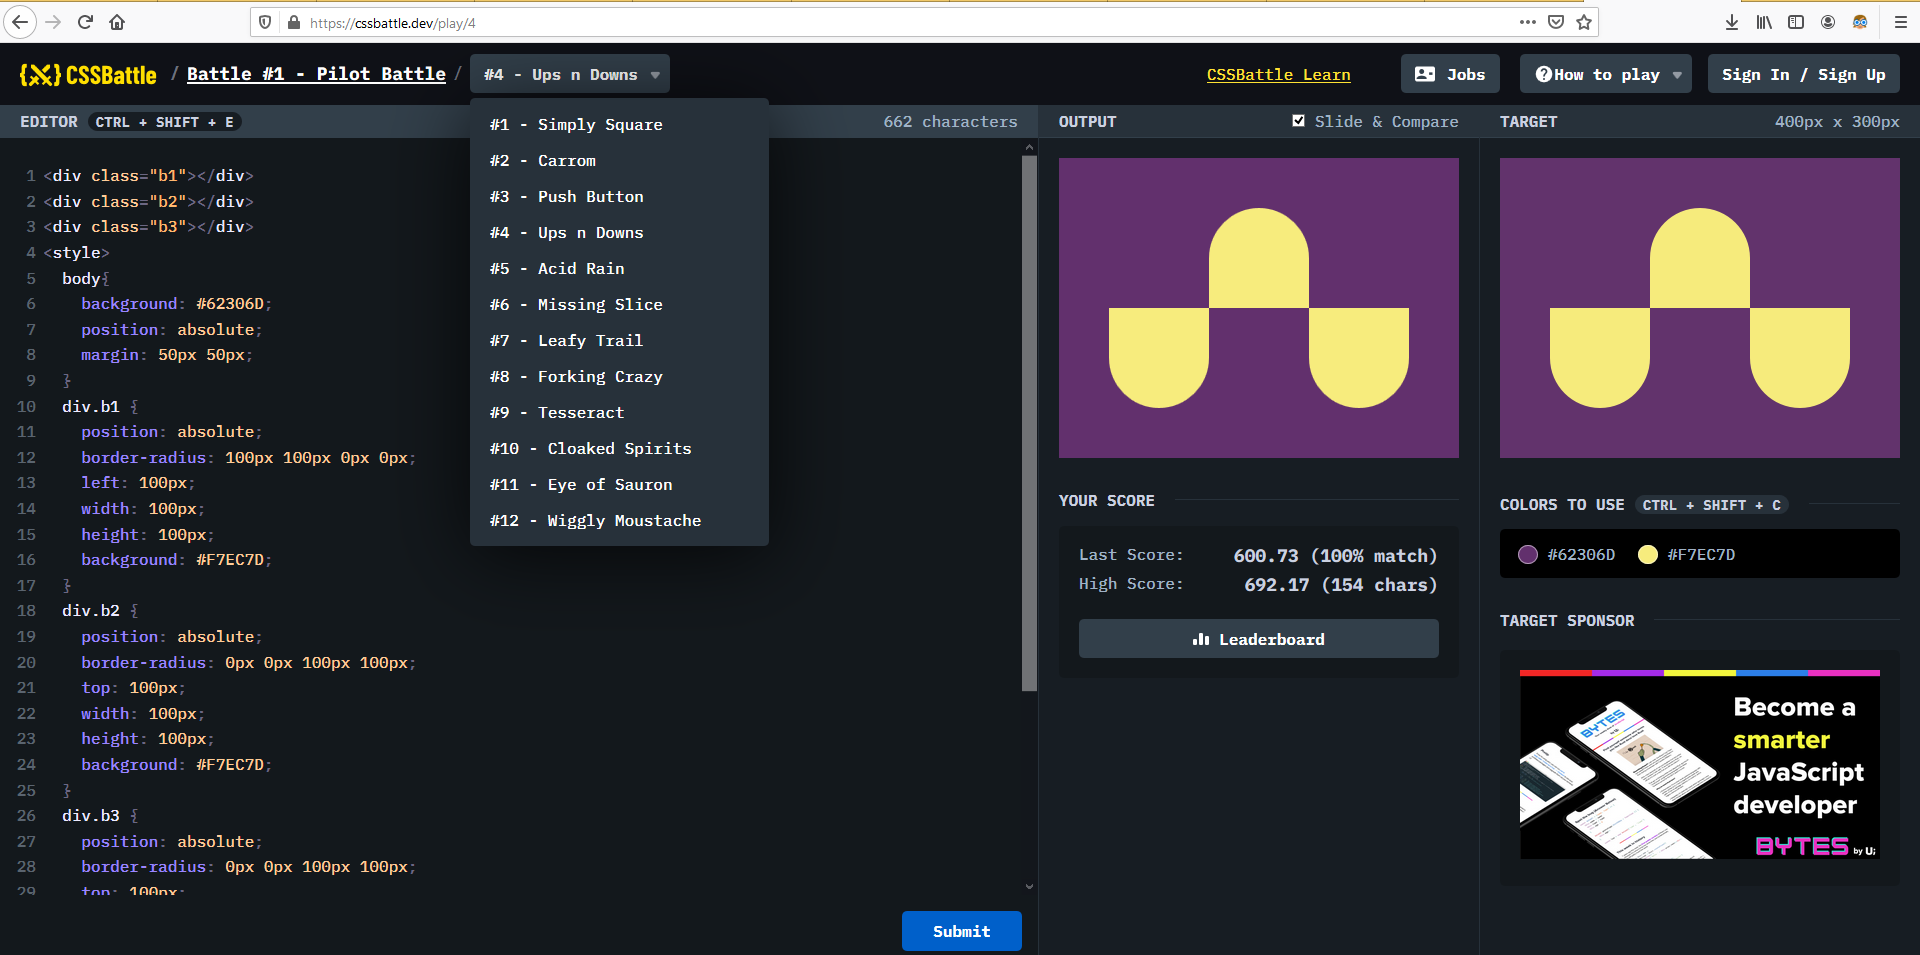 https://cssbattle.dev/play/4
CSSBattle / Battle #1 - Pilot Battle / #4 - Ups n Downs
CSSBattle Learn
Jobs
How to play
Sign In / Sign Up
EDITOR CTRL + SHIFT + E
662 characters
#1 - Simply Square
#2 - Carrom
#3 - Push Button
#4 - Ups n Downs
#5 - Acid Rain
#6 - Missing Slice
#7 - Leafy Trail
#8 - Forking Crazy
#9 - Tesseract
#10 - Cloaked Spirits
#11 - Eye of Sauron
#12 - Wiggly Moustache
1 <div class="b1"></div>
2 <div class="b2"></div>
3 <div class="b3"></div>
4 <style>
5 body{
6 background: #62306D;
7 position: absolute;
8 margin: 50px 50px;
9 }
10 div.b1 {
11 position: absolute;
12 border-radius: 100px 100px 0px 0px;
13 left: 100px;
14 width: 100px;
15 height: 100px;
16 background: #F7EC7D;
17 }
18 div.b2 {
19 position: absolute;
20 border-radius: 0px 0px 100px 100px;
21 top: 100px;
22 width: 100px;
23 height: 100px;
24 background: #F7EC7D;
25 }
26 div.b3 {
27 position: absolute;
28 border-radius: 0px 0px 100px 100px;
29 top: 100px;
Submit
OUTPUT
Slide & Compare
YOUR SCORE
Last Score: 600.73 (100% match)
High Score: 692.17 (154 chars)
Leaderboard
TARGET
400px x 300px
COLORS TO USE CTRL + SHIFT + C
#62306D #F7EC7D
TARGET SPONSOR
BYTES
Become a
smarter
JavaScript
developer
BYTES by U;